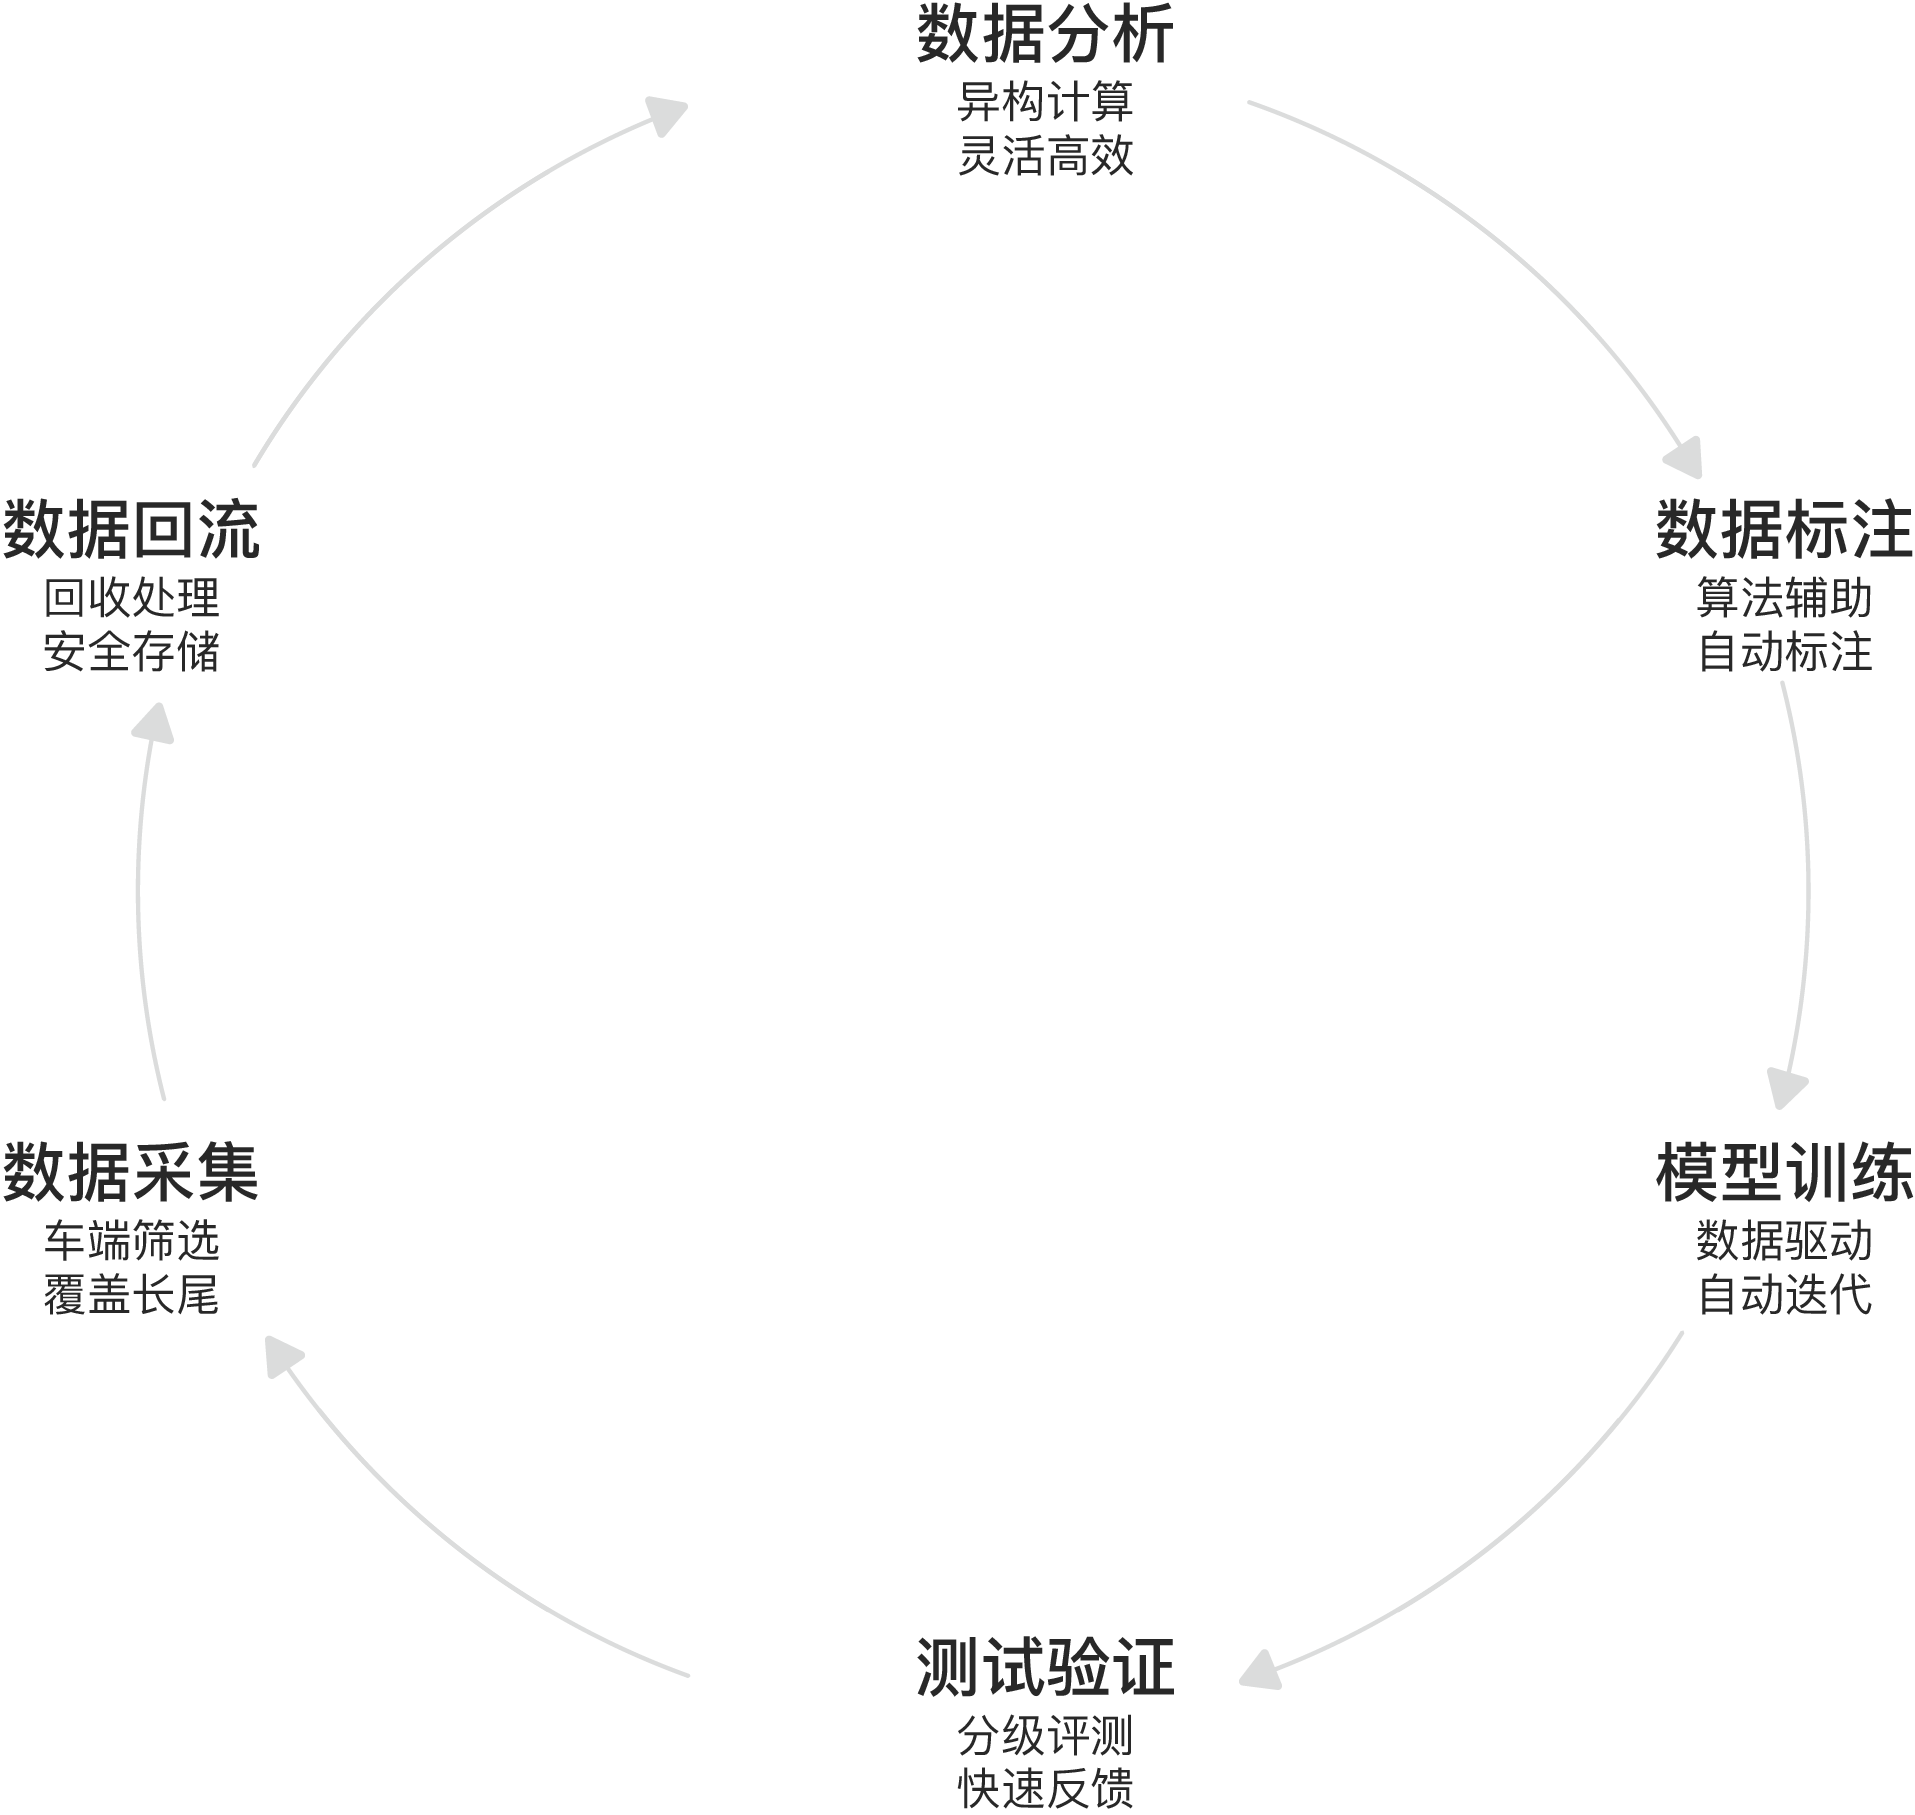 数据分析
异构计算
灵活高效
数据回流
回收处理
安全存储
数据标注
算法辅助
自动标注
数据采集
车端筛选
覆盖长尾
模型训练
数据驱动
自动迭代
测试验证
分级评测
快速反馈